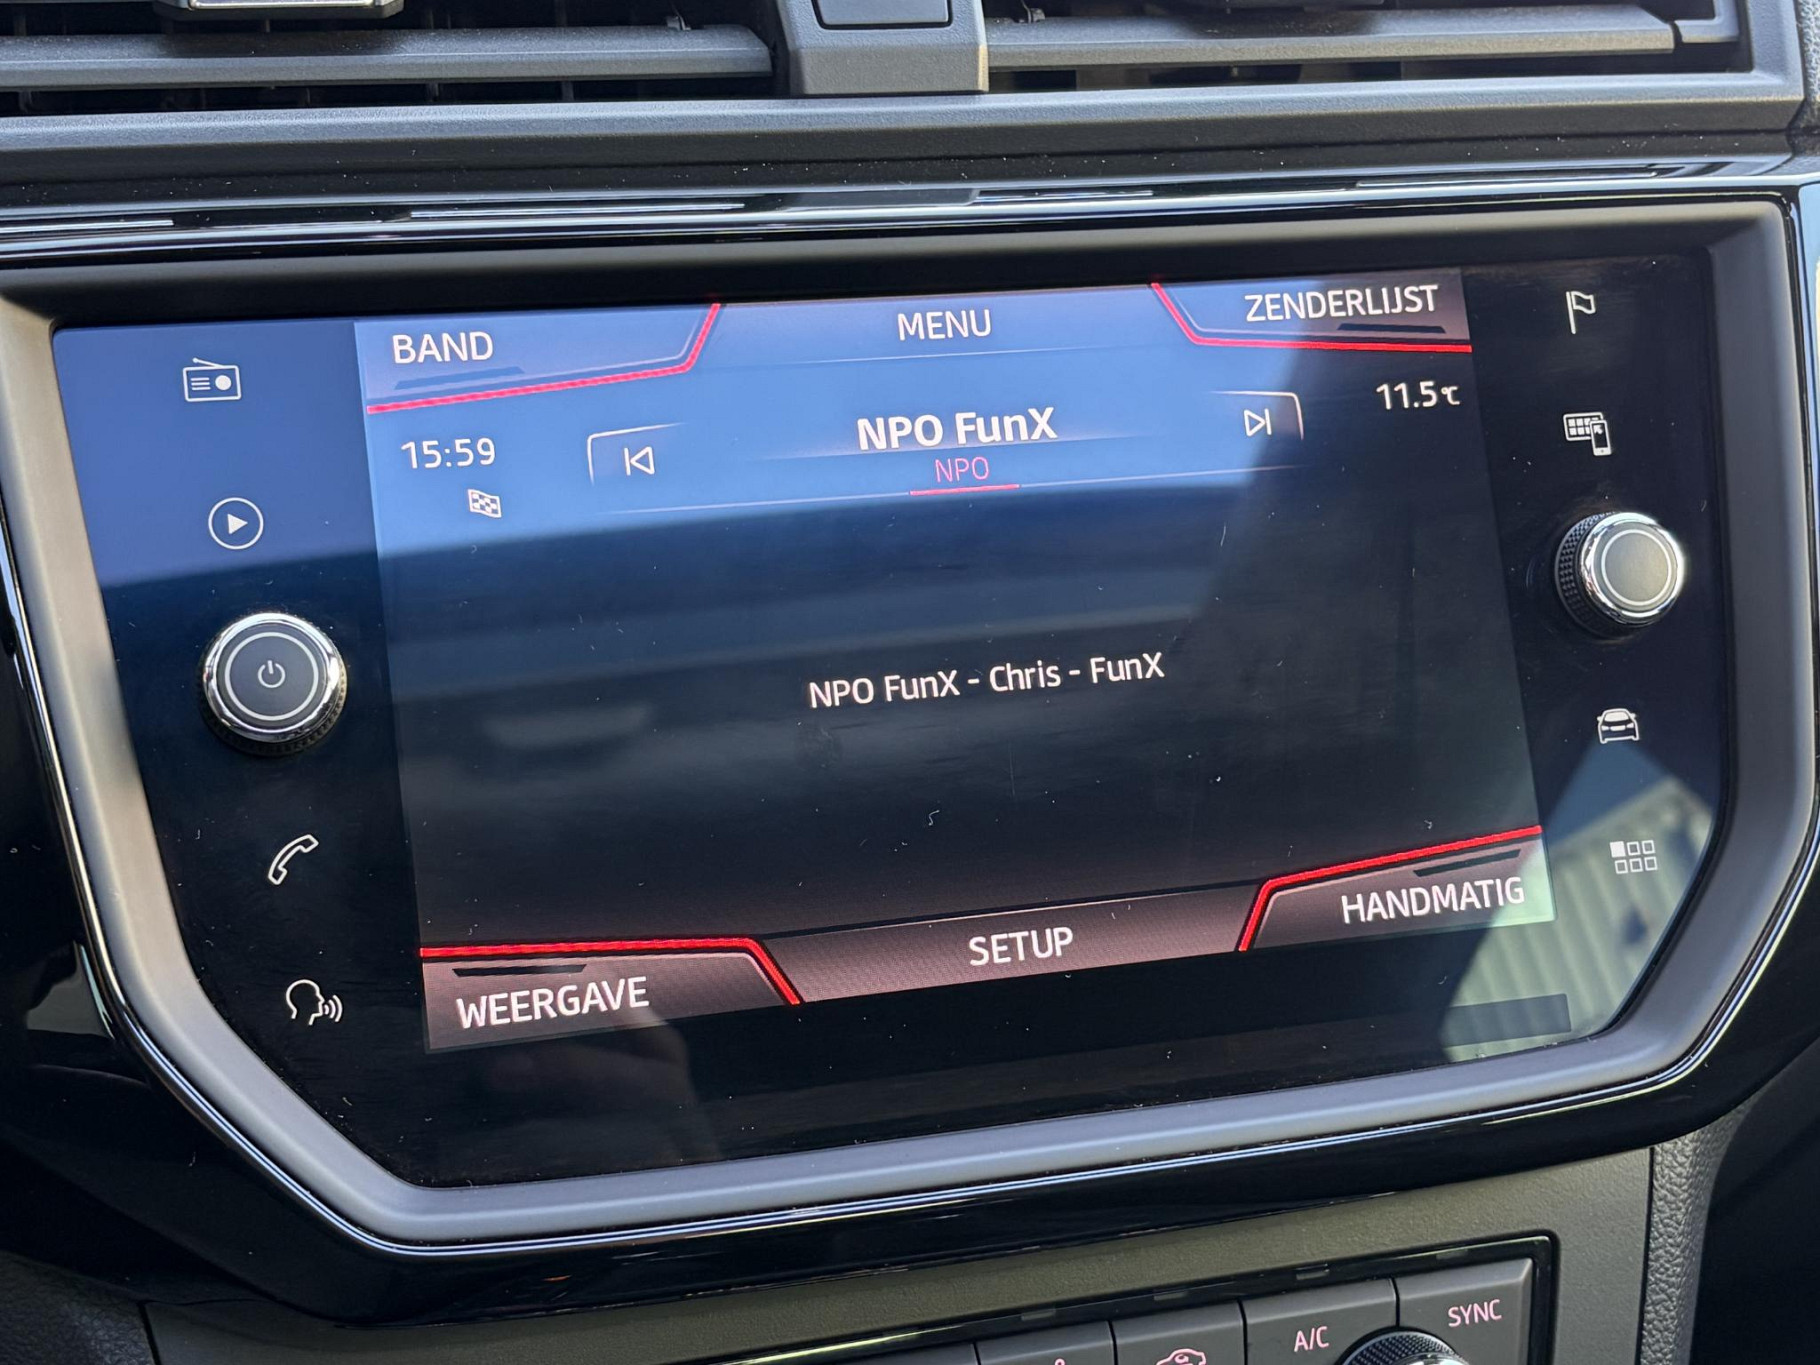 BAND
MENU
ZENDERLIJST
15:59
NPO FunX
11.5℃
NPO
NPO FunX - Chris - FunX
WEERGAVE
SETUP
HANDMATIG
A/C
SYNC